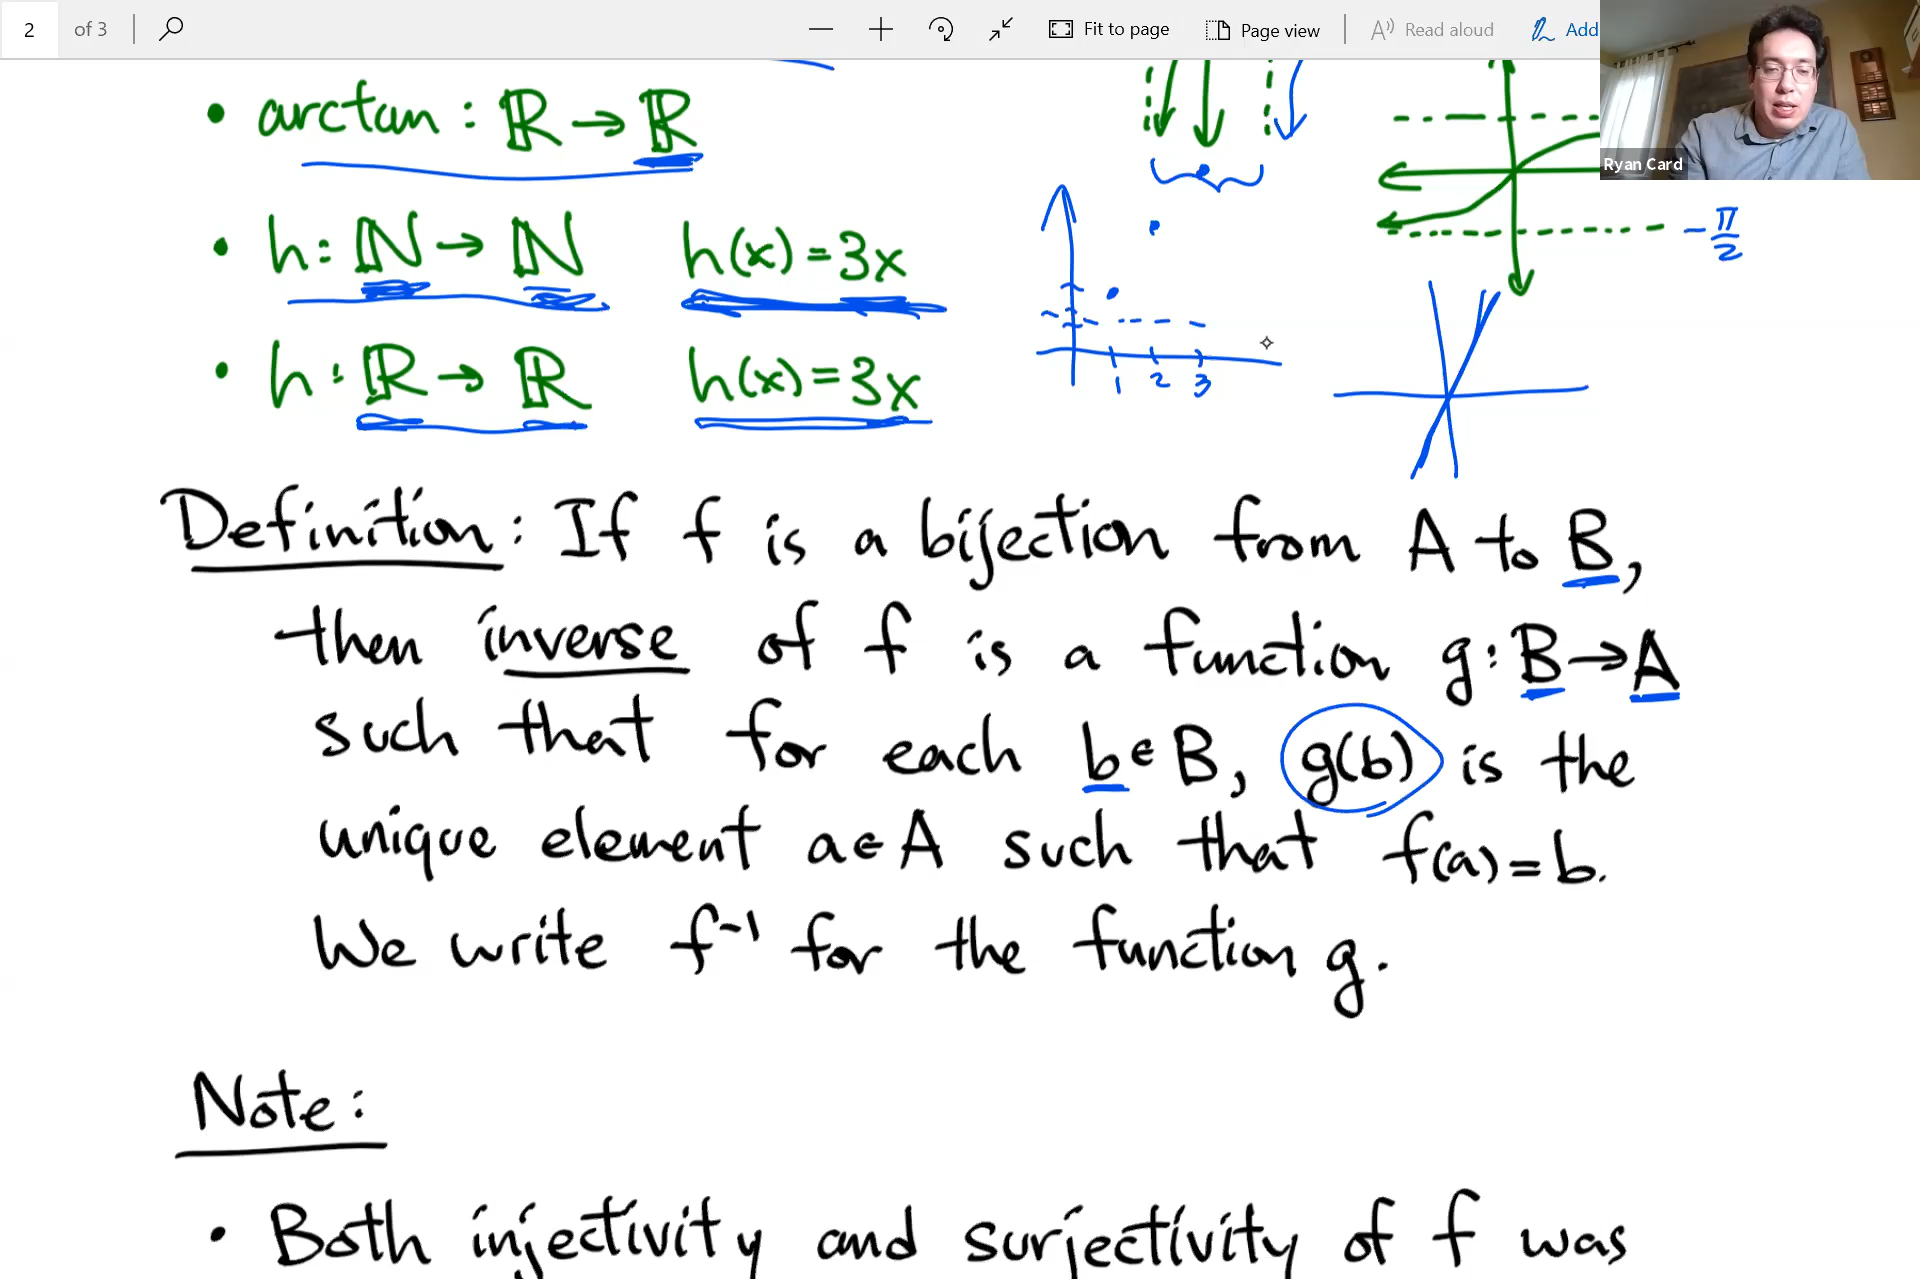 2 of 3 Fit to page Page view Read aloud Add
Ryan Card
• arctan : ℝ → ℝ
-π/2
• h : ℕ → ℕ h(x) = 3x
1 2 3
• h : ℝ → ℝ h(x) = 3x
Definition: If f is a bijection from A to B,
then inverse of f is a function g : B → A
such that for each b ∈ B, g(b) is the
unique element a ∈ A such that f(a) = b.
We write f⁻¹ for the function g.
Note:
• Both injectivity and surjectivity of f was